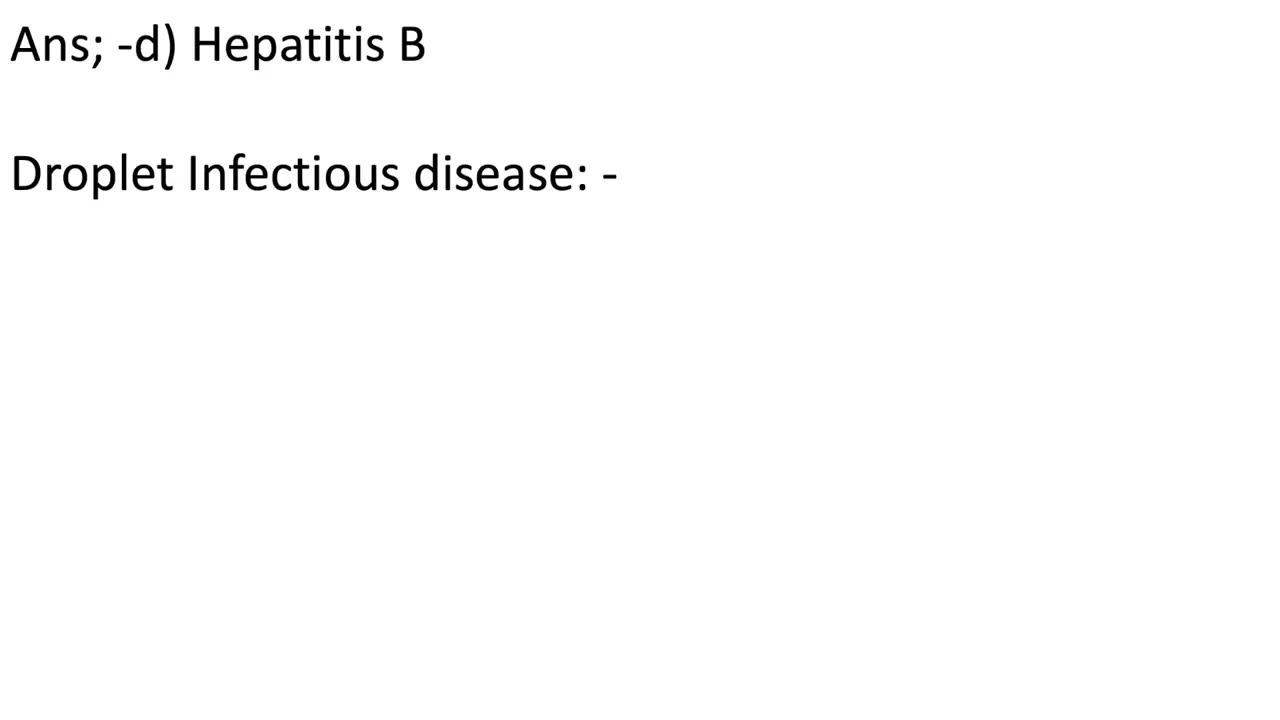 Ans; -d) Hepatitis B
Droplet Infectious disease: -